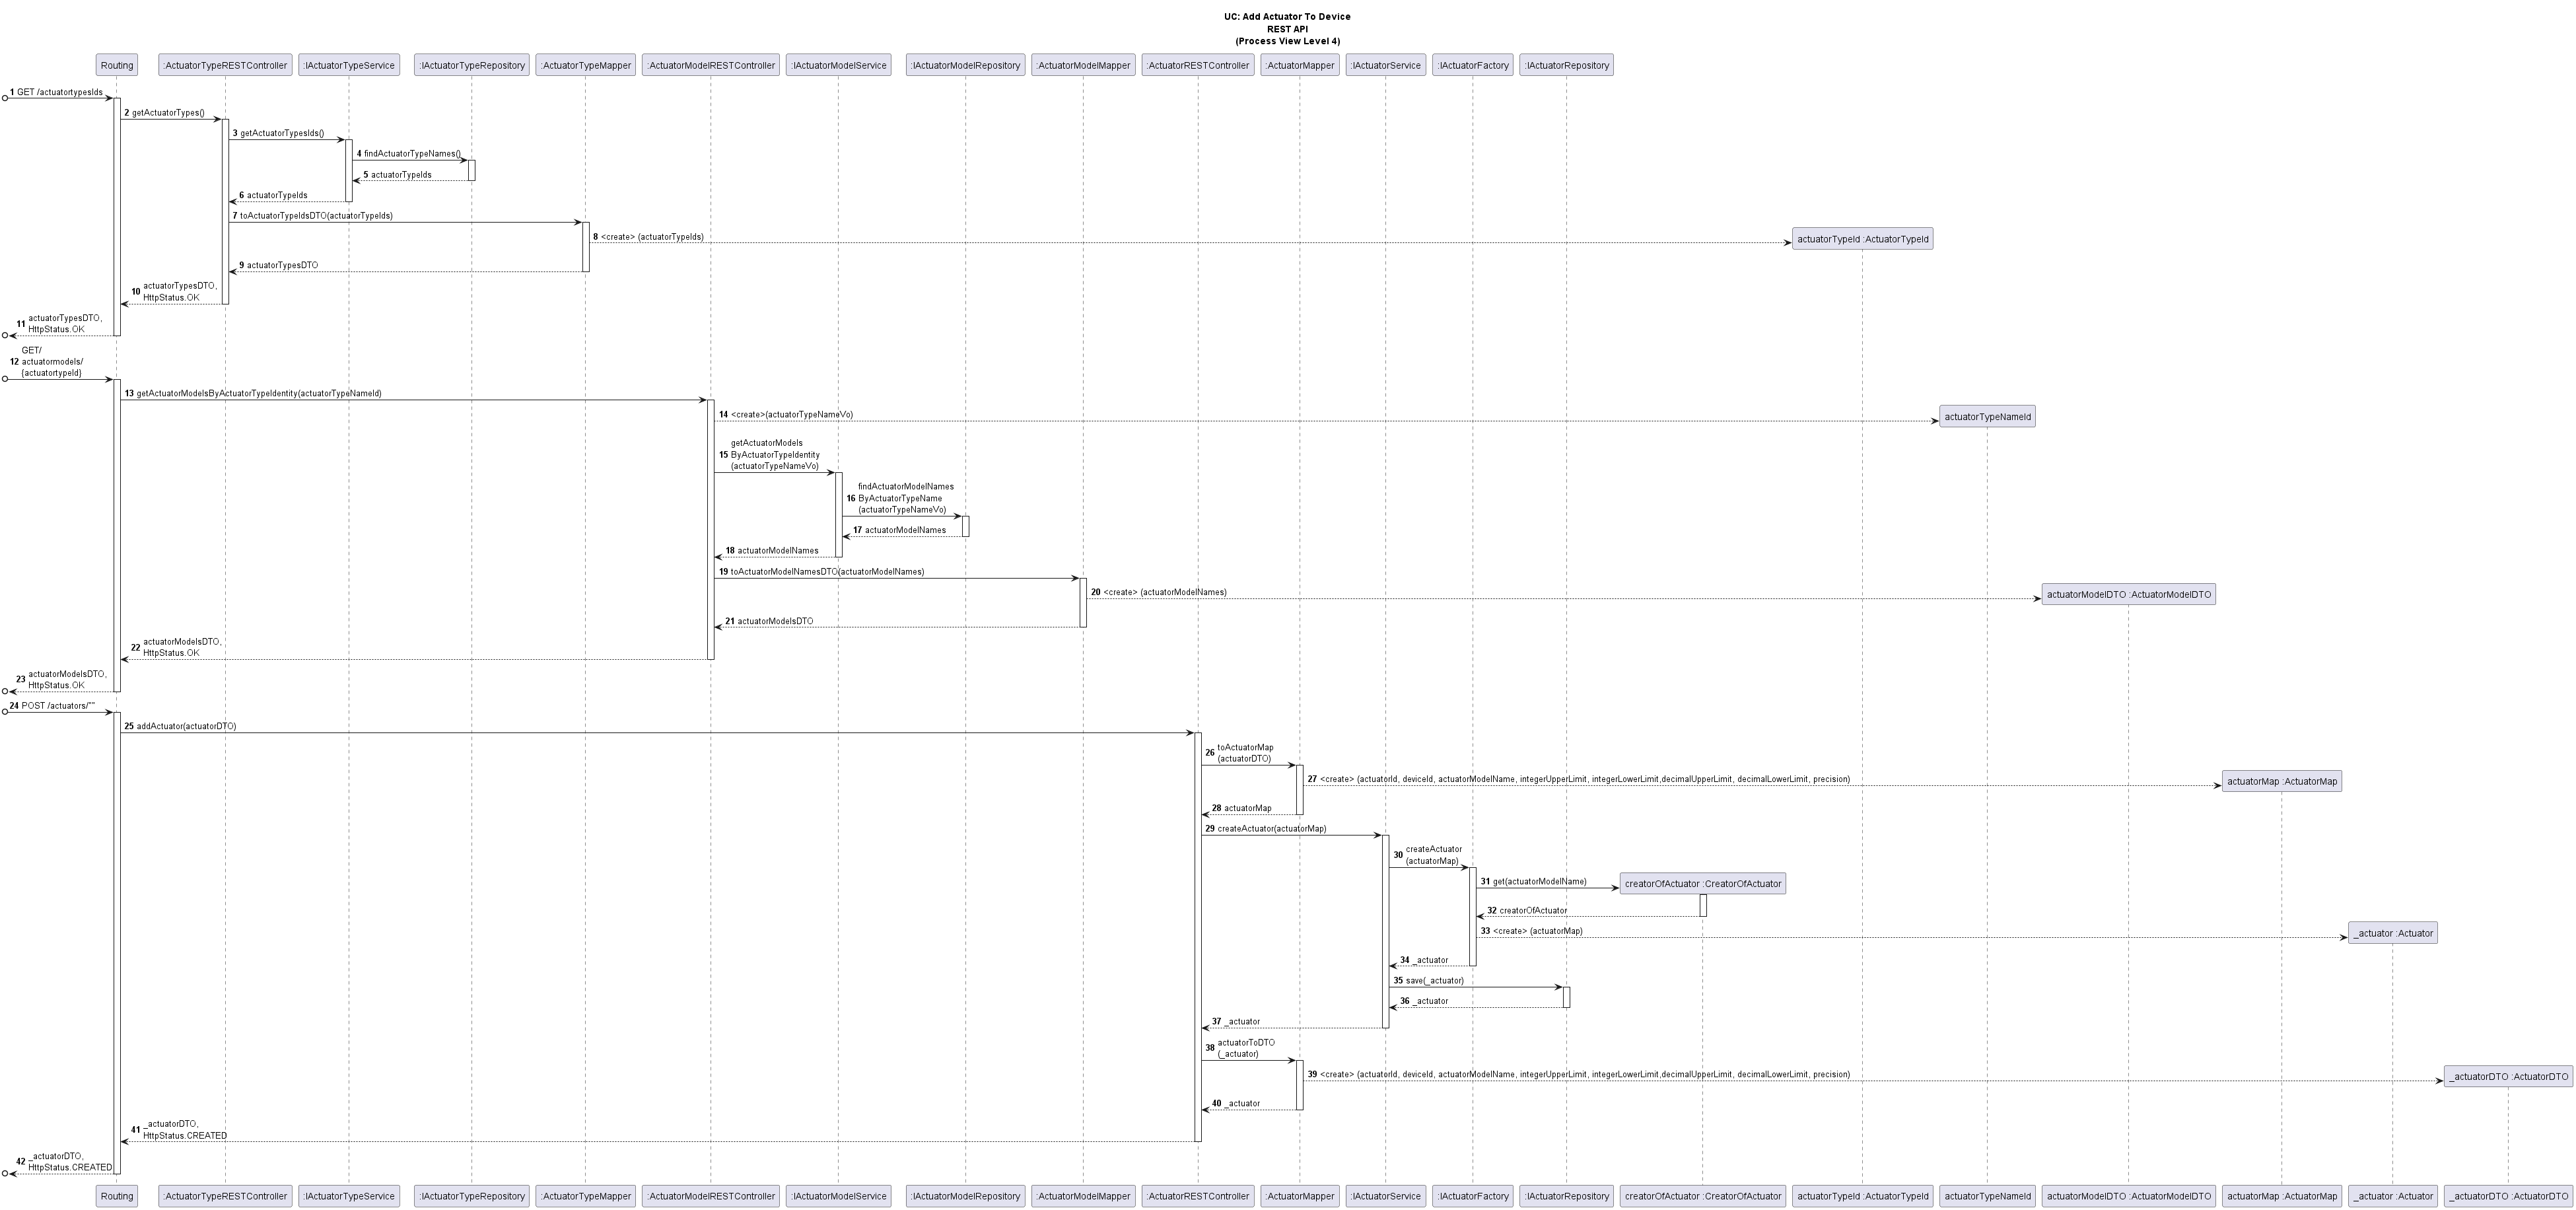 UC: Add Actuator To Device
REST API
(Process View Level 4)
Routing
:ActuatorTypeRESTController
:IActuatorTypeService
:IActuatorTypeRepository
:ActuatorTypeMapper
:ActuatorModelRESTController
:IActuatorModelService
:IActuatorModelRepository
:ActuatorModelMapper
:ActuatorRESTController
:ActuatorMapper
:IActuatorService
:IActuatorFactory
:IActuatorRepository
1 GET /actuatortypesIds
2 getActuatorTypes()
3 getActuatorTypesIds()
4 findActuatorTypeNames()
5 actuatorTypeIds
6 actuatorTypeIds
7 toActuatorTypeIdsDTO(actuatorTypeIds)
8 <create> (actuatorTypeIds)
actuatorTypeId :ActuatorTypeId
9 actuatorTypesDTO
10 actuatorTypesDTO,
HttpStatus.OK
11 actuatorTypesDTO,
HttpStatus.OK
GET/
12 actuatormodels/
{actuatortypeId}
13 getActuatorModelsByActuatorTypeIdentity(actuatorTypeNameId)
14 <create>(actuatorTypeNameVo)
actuatorTypeNameId
getActuatorModels
15 ByActuatorTypeIdentity
(actuatorTypeNameVo)
findActuatorModelNames
16 ByActuatorTypeName
(actuatorTypeNameVo)
17 actuatorModelNames
18 actuatorModelNames
19 toActuatorModelNamesDTO(actuatorModelNames)
20 <create> (actuatorModelNames)
actuatorModelDTO :ActuatorModelDTO
21 actuatorModelsDTO
22 actuatorModelsDTO,
HttpStatus.OK
23 actuatorModelsDTO,
HttpStatus.OK
24 POST /actuators/""
25 addActuator(actuatorDTO)
26 toActuatorMap
(actuatorDTO)
27 <create> (actuatorId, deviceId, actuatorModelName, integerUpperLimit, integerLowerLimit,decimalUpperLimit, decimalLowerLimit, precision)
actuatorMap :ActuatorMap
28 actuatorMap
29 createActuator(actuatorMap)
30 createActuator
(actuatorMap)
31 get(actuatorModelName)
creatorOfActuator :CreatorOfActuator
32 creatorOfActuator
33 <create> (actuatorMap)
_actuator :Actuator
34 _actuator
35 save(_actuator)
36 _actuator
37 _actuator
38 actuatorToDTO
(_actuator)
39 <create> (actuatorId, deviceId, actuatorModelName, integerUpperLimit, integerLowerLimit,decimalUpperLimit, decimalLowerLimit, precision)
_actuatorDTO :ActuatorDTO
40 _actuator
41 _actuatorDTO,
HttpStatus.CREATED
42 _actuatorDTO,
HttpStatus.CREATED
Routing
:ActuatorTypeRESTController
:IActuatorTypeService
:IActuatorTypeRepository
:ActuatorTypeMapper
:ActuatorModelRESTController
:IActuatorModelService
:IActuatorModelRepository
:ActuatorModelMapper
:ActuatorRESTController
:ActuatorMapper
:IActuatorService
:IActuatorFactory
:IActuatorRepository
creatorOfActuator :CreatorOfActuator
actuatorTypeId :ActuatorTypeId
actuatorTypeNameId
actuatorModelDTO :ActuatorModelDTO
actuatorMap :ActuatorMap
_actuator :Actuator
_actuatorDTO :ActuatorDTO